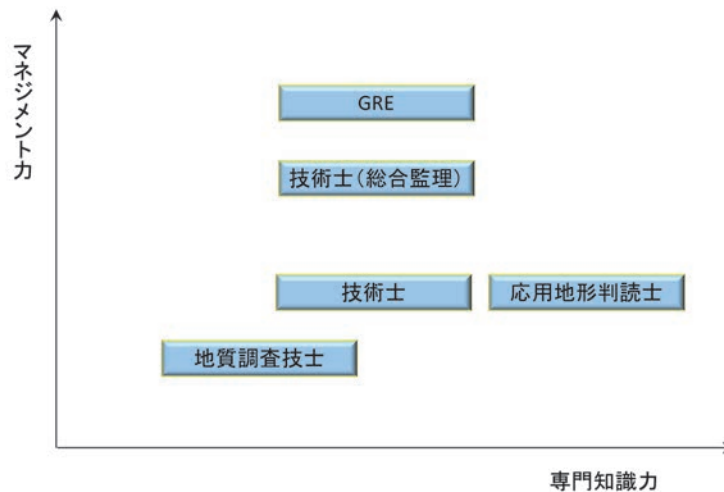 マネジメント力
GRE
技術士(総合監理)
技術士
応用地形判読士
地質調査技士
専門知識力